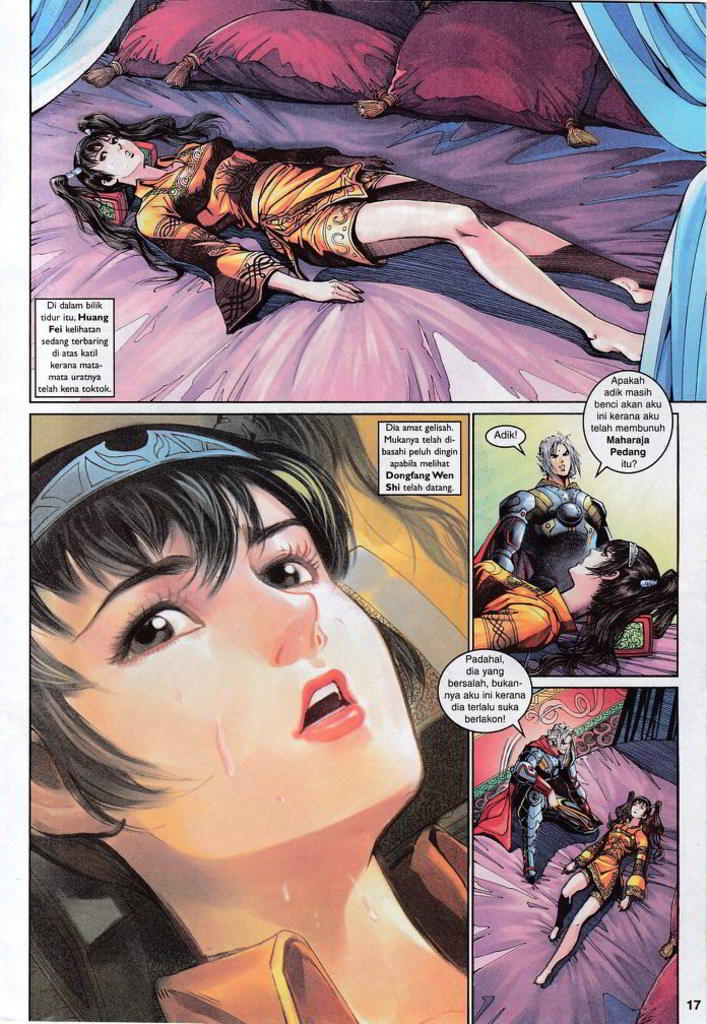 Di dalam bilik
tidur itu, Huang
Fei kelihatan
sedang terbaring
di atas katil
kerana mata-
mata uratnya
telah kena toktok.
Dia amat gelisah.
Mukanya telah di-
basahi peluh dingin
apabila melihat
Dongfang Wen
Shi telah datang.
Adik!
Apakah
adik masih
benci akan aku
ini kerana aku
telah membunuh
Maharaja
Pedang
itu?
Padahal,
dia yang
bersalah, bukan-
nya aku ini kerana
dia terlalu suka
berlakon!
17